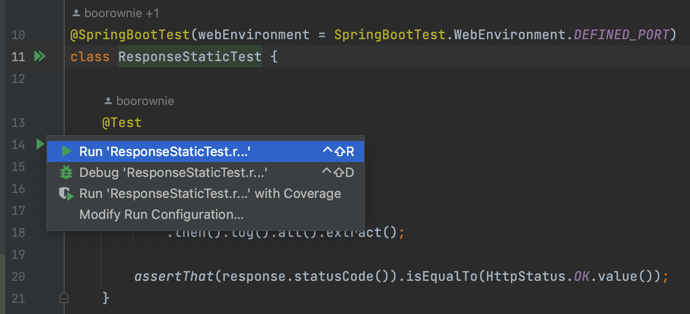 boorownie +1
10 @SpringBootTest(webEnvironment = SpringBootTest.WebEnvironment.DEFINED_PORT)
11 class ResponseStaticTest {
12
boorownie
13 @Test
14
Run 'ResponseStaticTest.r...' ⌃⇧R
15
Debug 'ResponseStaticTest.r...' ⌃⇧D
16
Run 'ResponseStaticTest.r...' with Coverage
17
Modify Run Configuration...
18 .then().log().all().extract();
19
20 assertThat(response.statusCode()).isEqualTo(HttpStatus.OK.value());
21 }